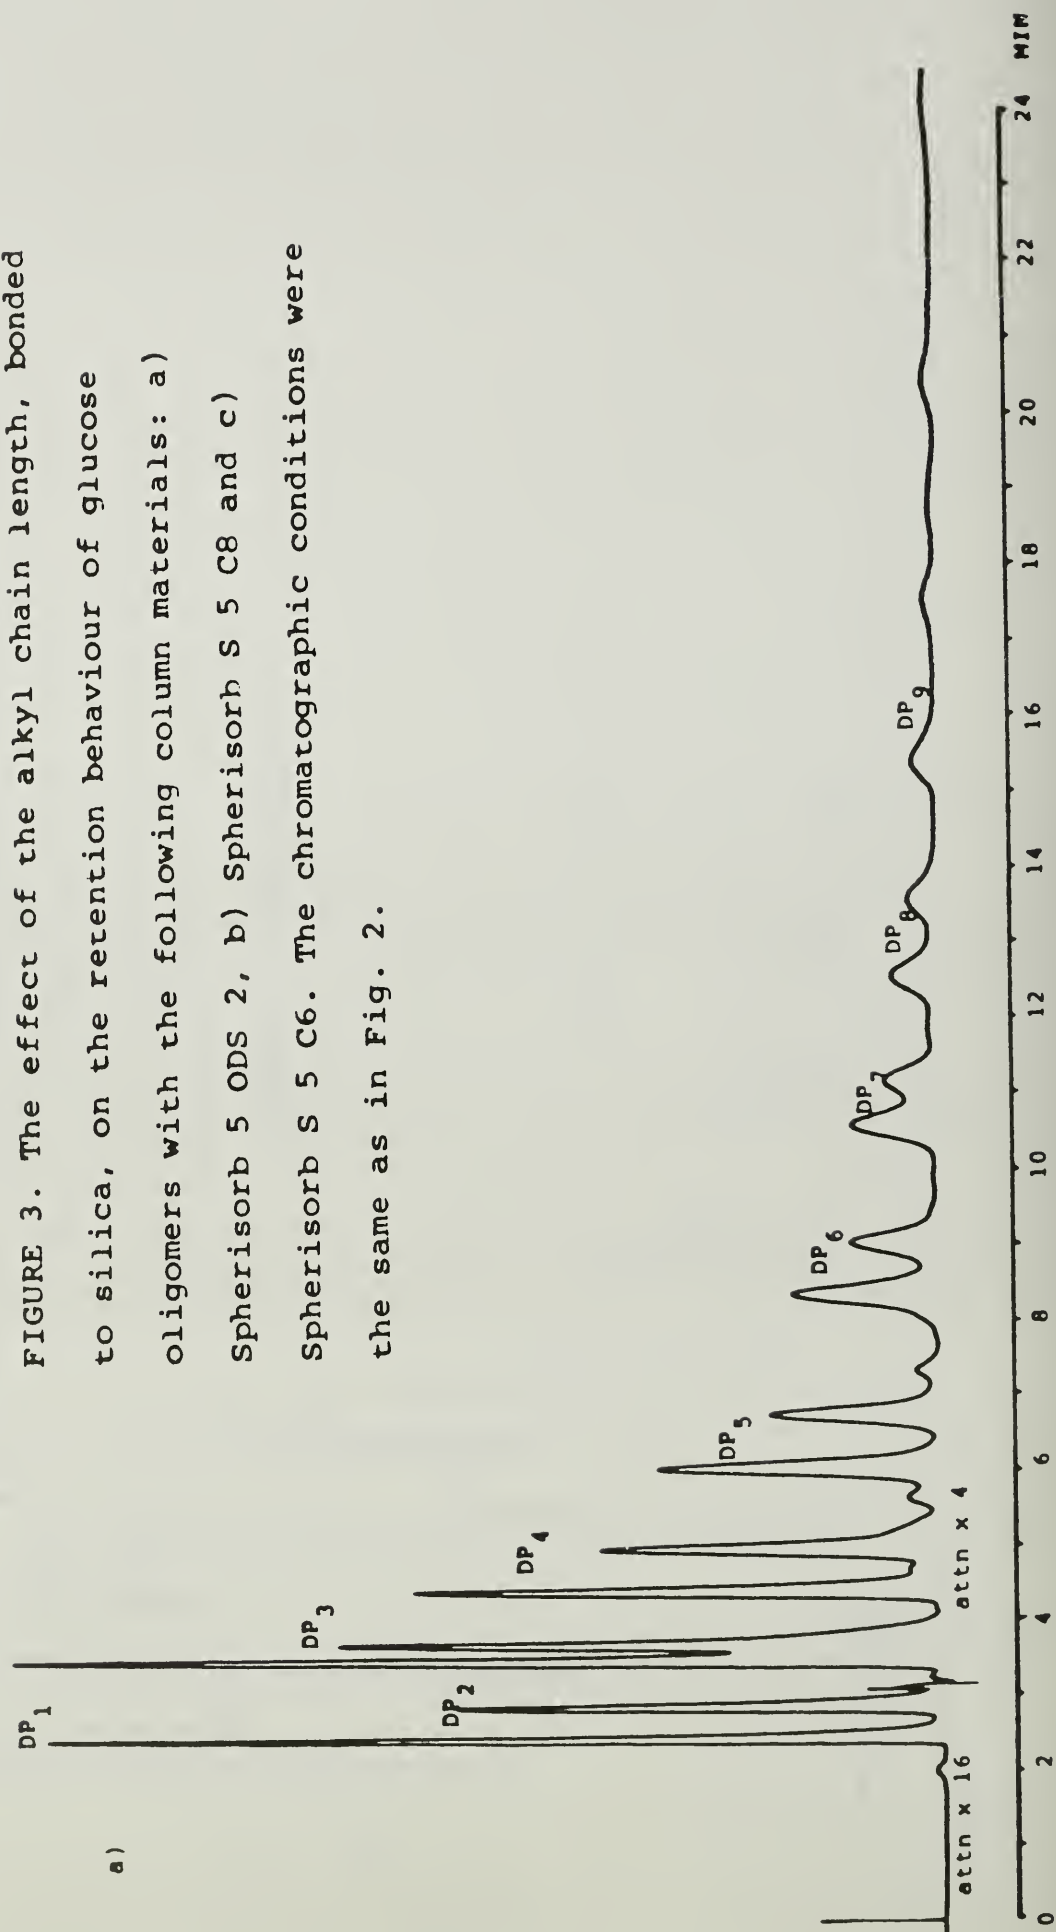 FIGURE 3. The effect of the alkyl chain length, bonded
to silica, on the retention behaviour of glucose
oligomers with the following column materials: a)
Spherisorb 5 ODS 2, b) Spherisorb S 5 C8 and c)
Spherisorb S 5 C6. The chromatographic conditions were
the same as in Fig. 2.
a)
DP1
DP2
DP3
DP4
DP5
DP6
DP7
DP8
DP9
attn x 16
attn x 4
0 2 4 6 8 10 12 14 16 18 20 22 24 MIM